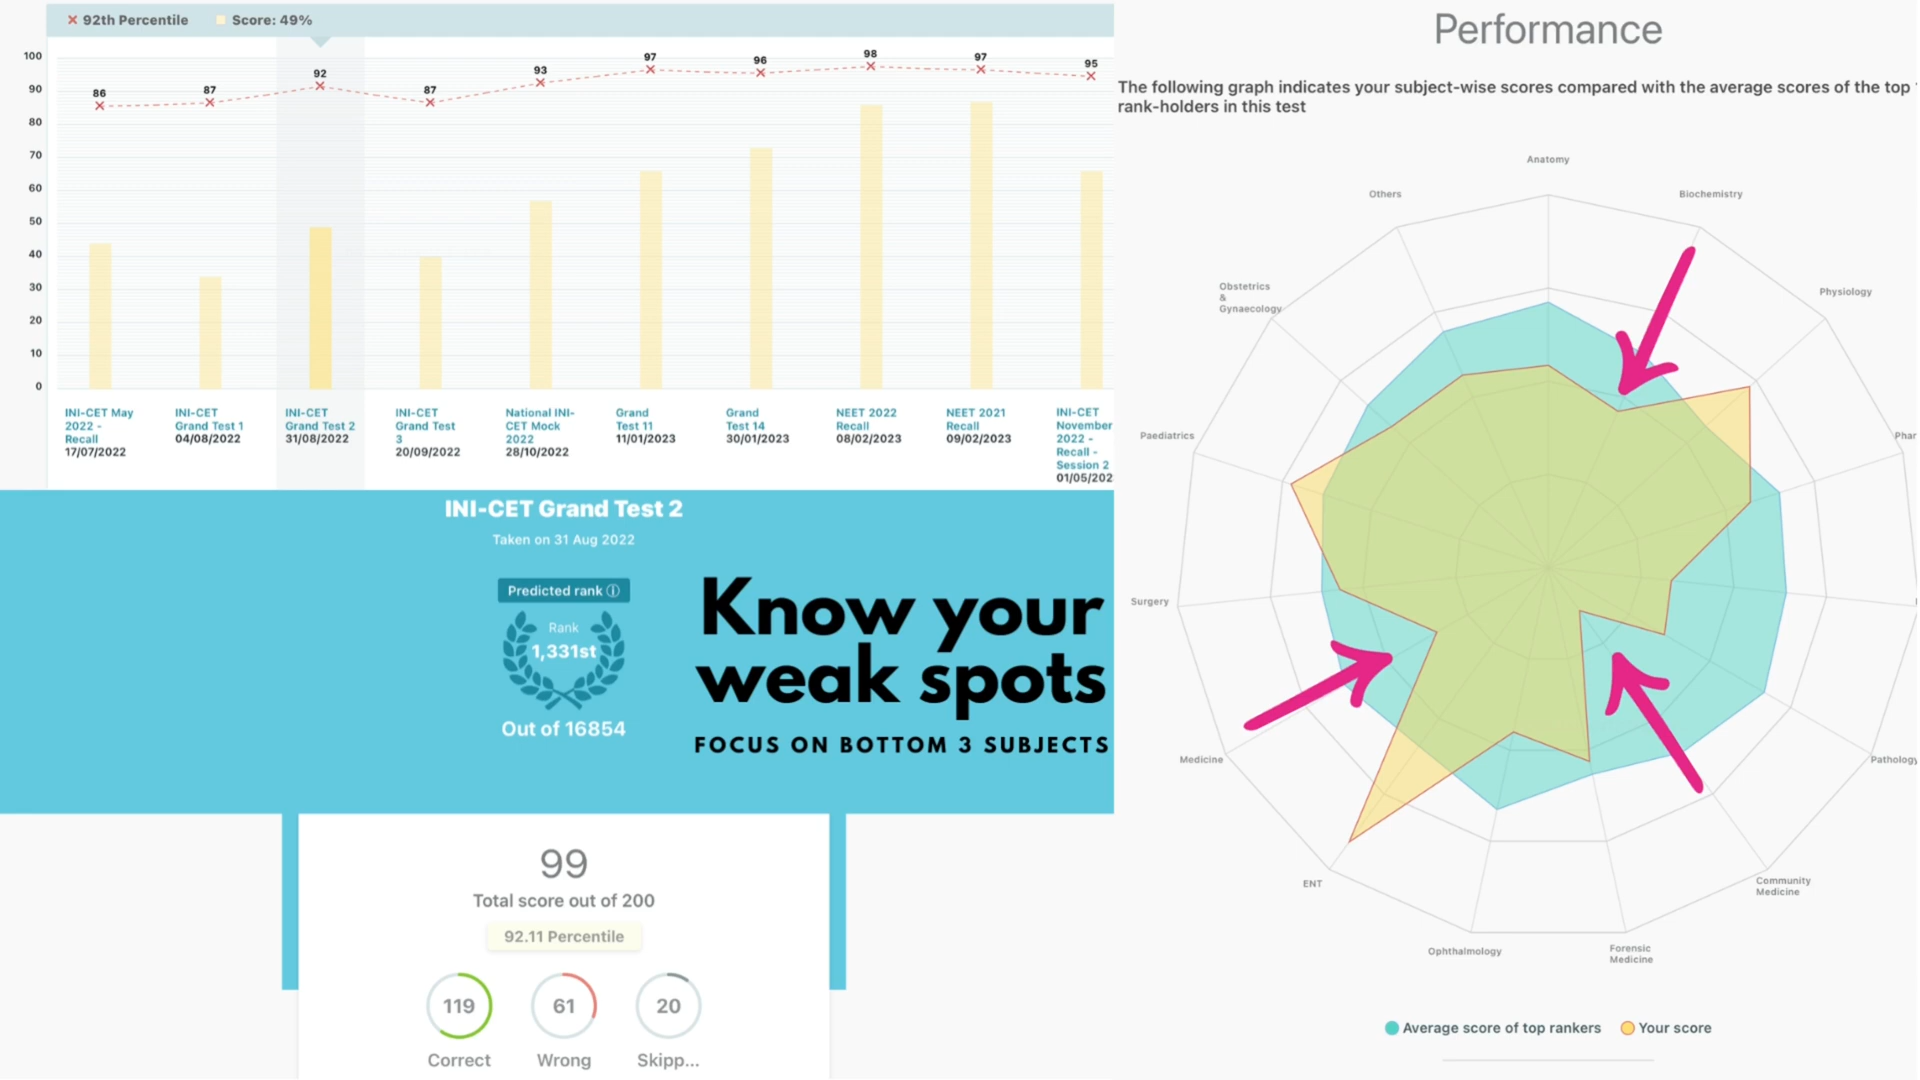 92th Percentile
Score: 49%
100
90
80
70
60
50
40
30
20
10
0
86
87
92
87
93
97
96
98
97
95
INI-CET May
2022 -
Recall
17/07/2022
INI-CET
Grand Test 1
04/08/2022
INI-CET
Grand Test 2
31/08/2022
INI-CET
Grand Test
3
20/09/2022
National INI-
CET Mock
2022
28/10/2022
Grand
Test 11
11/01/2023
Grand
Test 14
30/01/2023
NEET 2022
Recall
08/02/2023
NEET 2021
Recall
09/02/2023
INI-CET
November
2022 -
Recall -
Session 2
01/05/202
INI-CET Grand Test 2
Taken on 31 Aug 2022
Predicted rank ⓘ
Rank
1,331st
Out of 16854
Know your
weak spots
FOCUS ON BOTTOM 3 SUBJECTS
99
Total score out of 200
92.11 Percentile
119
61
20
Correct
Wrong
Skipp...
Performance
The following graph indicates your subject-wise scores compared with the average scores of the top
rank-holders in this test
Anatomy
Others
Biochemistry
Obstetrics
&
Gynaecology
Physiology
Paediatrics
Phar
Surgery
Medicine
Pathology
ENT
Community
Medicine
Ophthalmology
Forensic
Medicine
Average score of top rankers
Your score